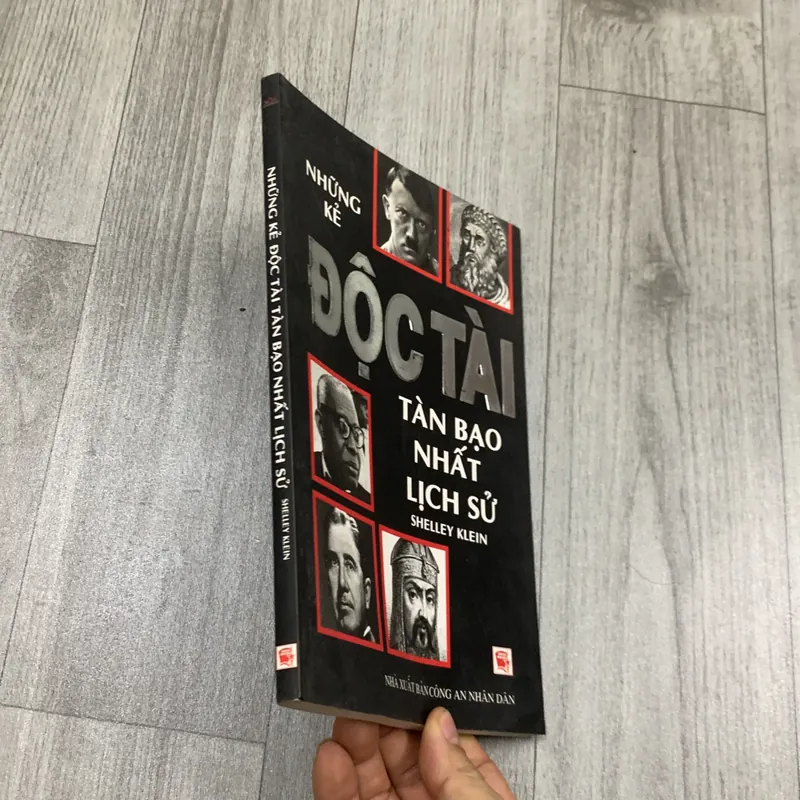 NHỮNG KẺ ĐỘC TÀI TÀN BẠO NHẤT LỊCH SỬ SHELLEY KLEIN
NHỮNG
KẺ
ĐỘC TÀI
TÀN BẠO
NHẤT
LỊCH SỬ
SHELLEY KLEIN
NHÀ XUẤT BẢN CÔNG AN NHÂN DÂN